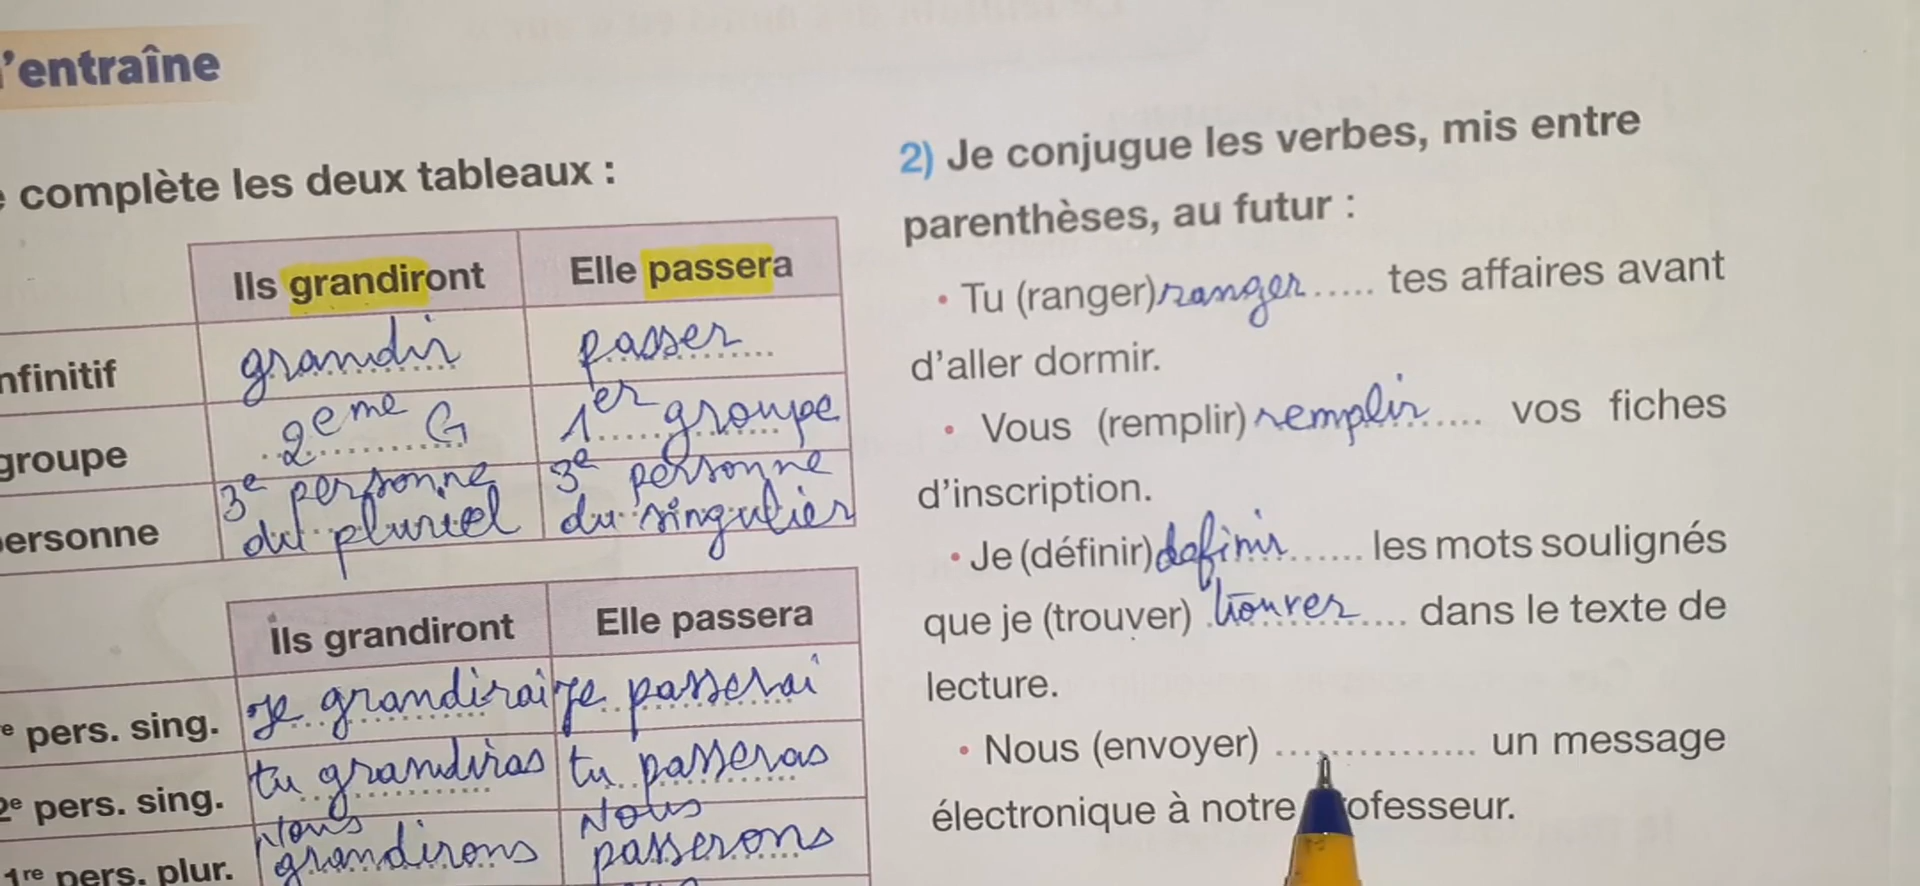 'entraîne
complète les deux tableaux :
Ils grandiront Elle passera
nfinitif grandir passer
groupe 2eme G 1er groupe
ersonne 3e personne du pluriel 3e personne du singulier
Ils grandiront Elle passera
e pers. sing. je grandirai je passerai
2e pers. sing. tu grandiras tu passeras
1re pers. plur. Nous grandirons Nous passerons
2) Je conjugue les verbes, mis entre
parenthèses, au futur :
• Tu (ranger) ranger..... tes affaires avant
d'aller dormir.
• Vous (remplir) remplir.... vos fiches
d'inscription.
• Je (définir) definir...... les mots soulignés
que je (trouver) trouver.... dans le texte de
lecture.
• Nous (envoyer) ............... un message
électronique à notre ofesseur.